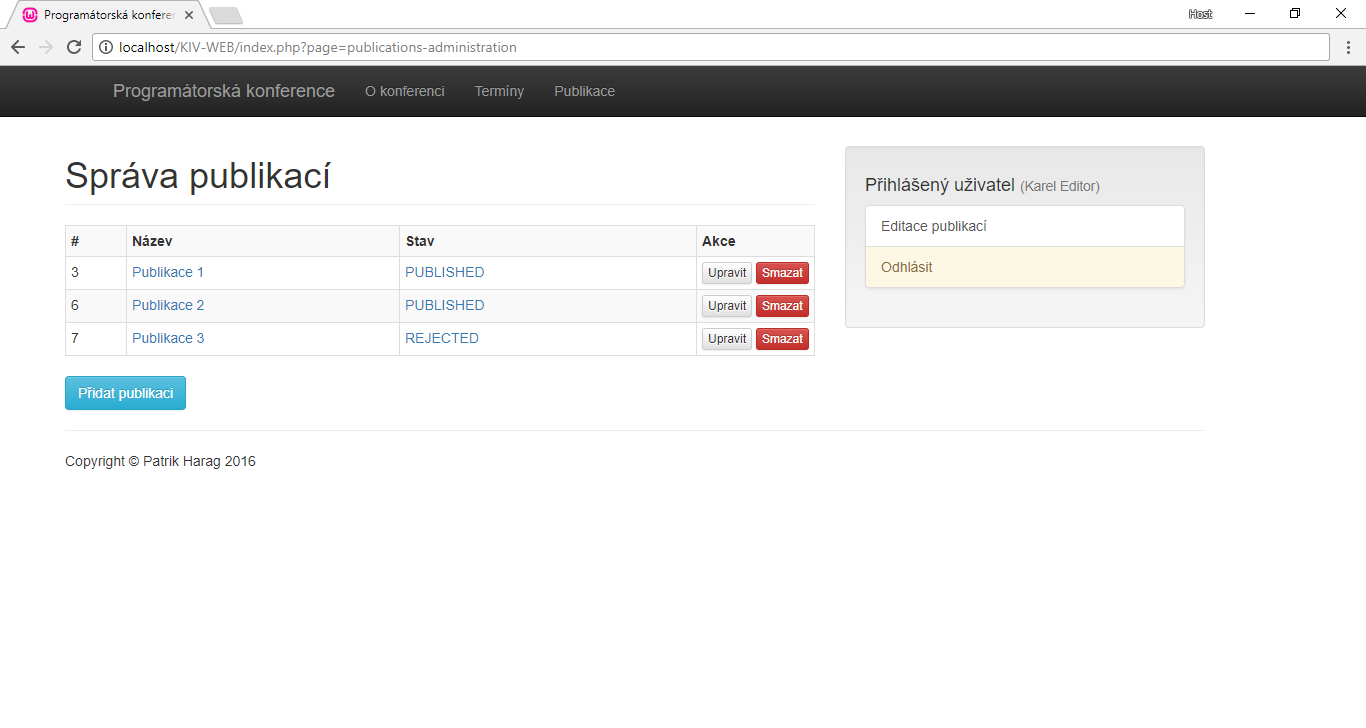 Programátorská konferen
Host
localhost/KIV-WEB/index.php?page=publications-administration
Programátorská konference O konferenci Termíny Publikace
Správa publikací
# Název Stav Akce
3 Publikace 1 PUBLISHED Upravit Smazat
6 Publikace 2 PUBLISHED Upravit Smazat
7 Publikace 3 REJECTED Upravit Smazat
Přidat publikaci
Přihlášený uživatel (Karel Editor)
Editace publikací
Odhlásit
Copyright © Patrik Harag 2016